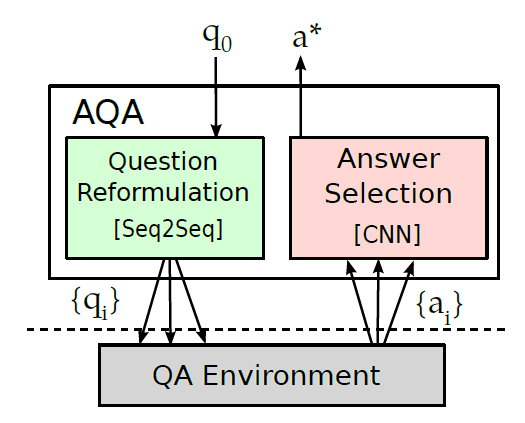 q0 a*
AQA
Question
Reformulation
[Seq2Seq]
Answer
Selection
[CNN]
{qi} {ai}
QA Environment